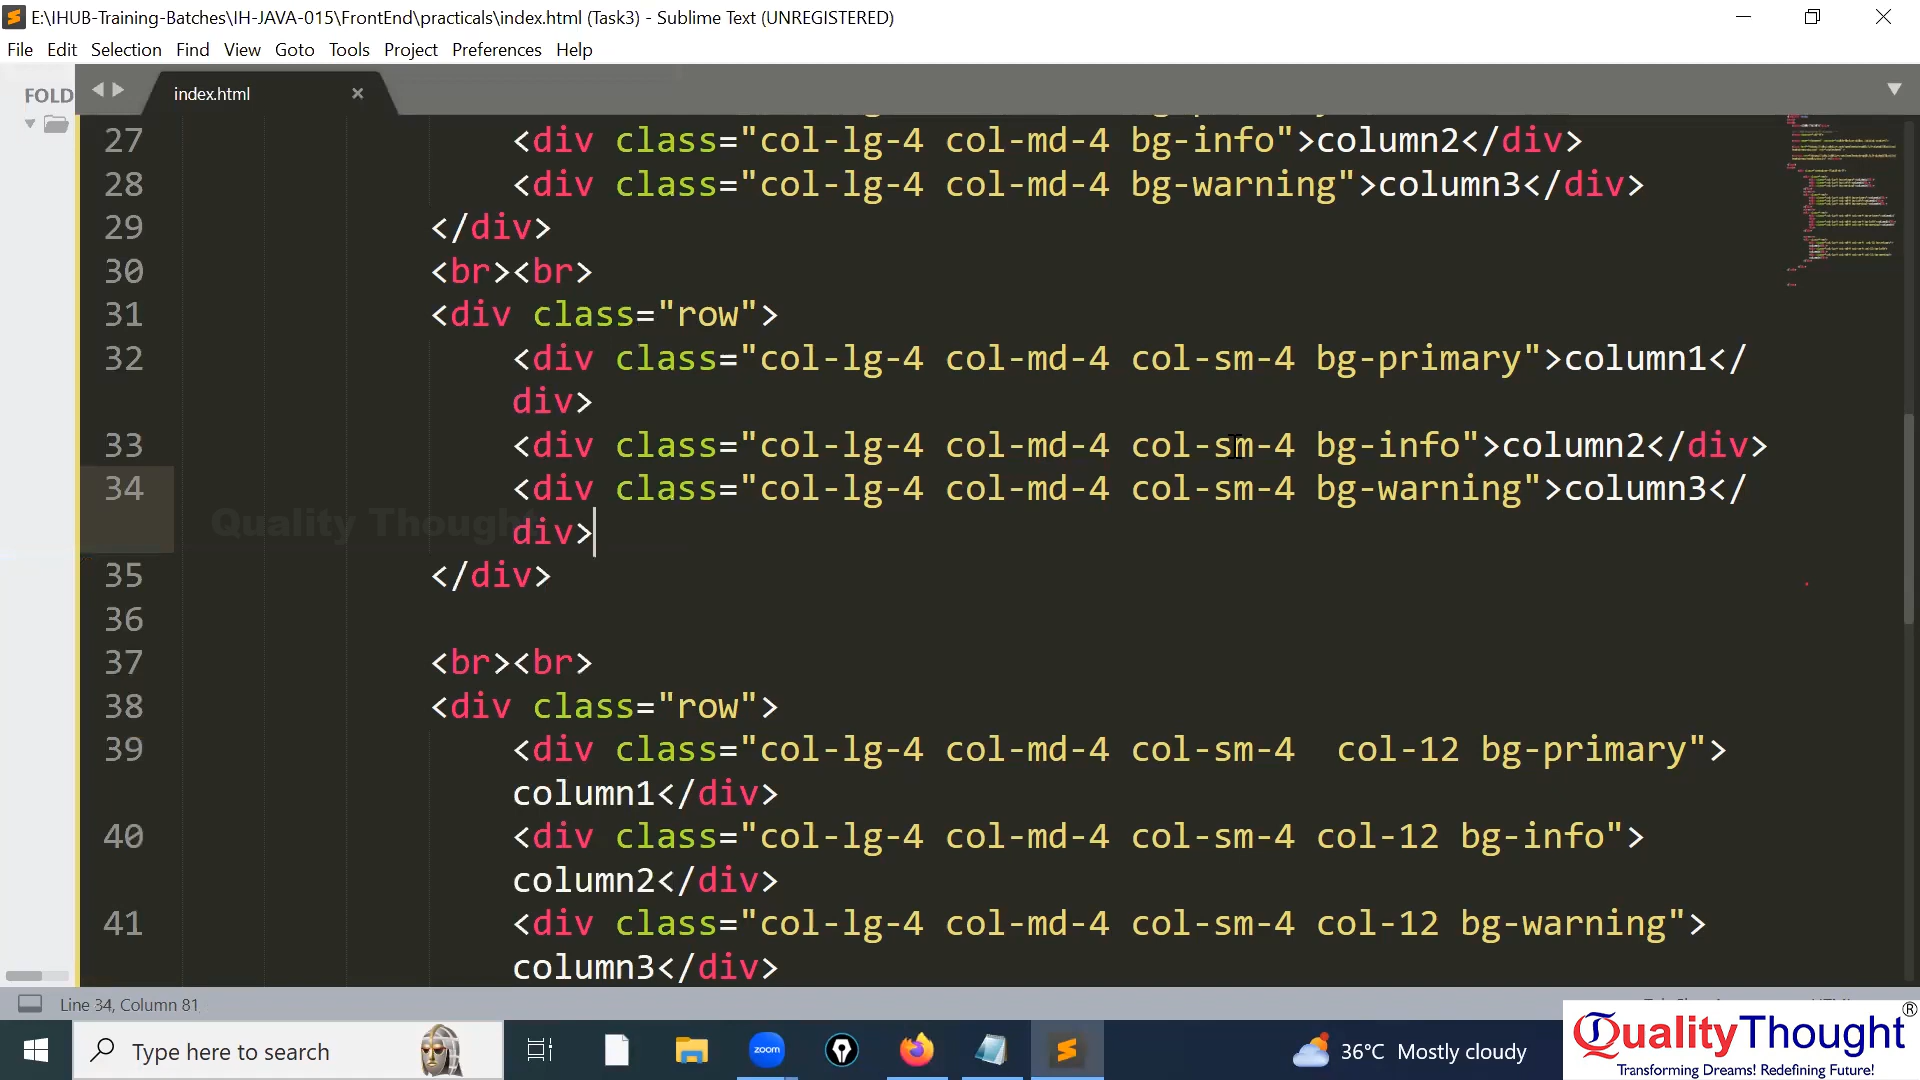 E:\IHUB-Training-Batches\IH-JAVA-015\FrontEnd\practicals\index.html (Task3) - Sublime Text (UNREGISTERED)
File Edit Selection Find View Goto Tools Project Preferences Help
FOLD
index.html
27 <div class="col-lg-4 col-md-4 bg-info">column2</div>
28 <div class="col-lg-4 col-md-4 bg-warning">column3</div>
29 </div>
30 <br><br>
31 <div class="row">
32 <div class="col-lg-4 col-md-4 col-sm-4 bg-primary">column1</
div>
33 <div class="col-lg-4 col-md-4 col-sm-4 bg-info">column2</div>
34 <div class="col-lg-4 col-md-4 col-sm-4 bg-warning">column3</
Quality Thought
div>
35 </div>
36
37 <br><br>
38 <div class="row">
39 <div class="col-lg-4 col-md-4 col-sm-4  col-12 bg-primary">
column1</div>
40 <div class="col-lg-4 col-md-4 col-sm-4 col-12 bg-info">
column2</div>
41 <div class="col-lg-4 col-md-4 col-sm-4 col-12 bg-warning">
column3</div>
Line 34, Column 81
Type here to search
zoom
36°C Mostly cloudy
QualityThought®
Transforming Dreams! Redefining Future!